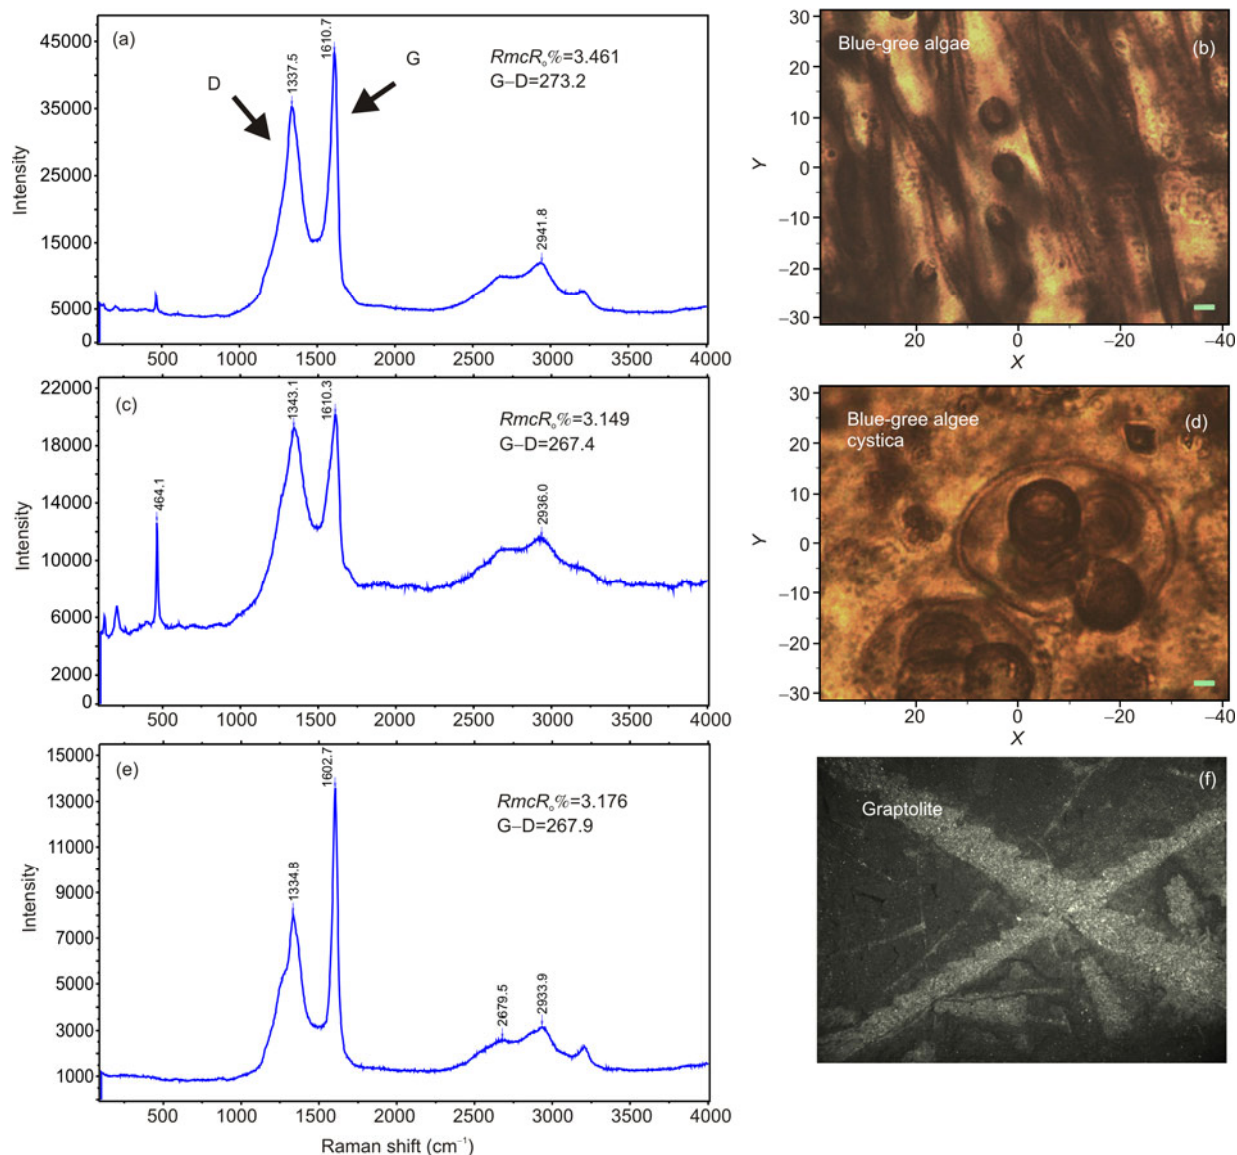 (a)
D
1337.5
1610.7
G
RmcRₒ%=3.461
G–D=273.2
2941.8
45000
35000
25000
15000
5000
Intensity
500 1000 1500 2000 2500 3000 3500 4000
Blue-gree algae
(b)
30
20
10
0
−10
−20
−30
Y
20 0 −20 −40
X
(c)
464.1
1343.1
1610.3
RmcRₒ%=3.149
G–D=267.4
2936.0
22000
18000
14000
10000
6000
2000
0
Intensity
500 1000 1500 2000 2500 3000 3500 4000
Blue-gree algee
cystica
(d)
30
20
10
0
−10
−20
−30
Y
20 0 −20 −40
X
(e)
1334.8
1602.7
RmcRₒ%=3.176
G–D=267.9
2679.5
2933.9
15000
13000
11000
9000
7000
5000
3000
1000
Intensity
500 1000 1500 2000 2500 3000 3500 4000
Raman shift (cm⁻¹)
Graptolite
(f)